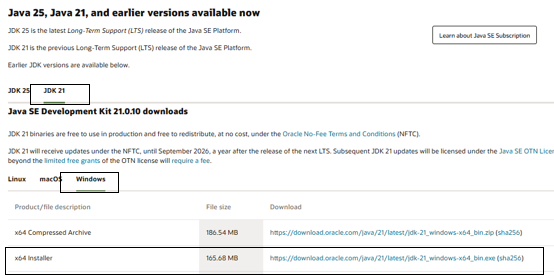 Java 25, Java 21, and earlier versions available now
JDK 25 is the latest Long-Term Support (LTS) release of the Java SE Platform.
Learn about Java SE Subscription
JDK 21 is the previous Long-Term Support (LTS) release of the Java SE Platform.
Earlier JDK versions are available below.
JDK 25 JDK 21
Java SE Development Kit 21.0.10 downloads
JDK 21 binaries are free to use in production and free to redistribute, at no cost, under the Oracle No-Fee Terms and Conditions (NFTC).
JDK 21 will receive updates under the NFTC, until September 2026, a year after the release of the next LTS. Subsequent JDK 21 updates will be licensed under the Java SE OTN
beyond the limited free grants of the OTN license will require a fee.
Linux macOS Windows
Product/file description File size Download
x64 Compressed Archive 186.54 MB https://download.oracle.com/java/21/latest/jdk-21_windows-x64_bin.zip (sha256)
x64 Installer 165.68 MB https://download.oracle.com/java/21/latest/jdk-21_windows-x64_bin.exe (sha256)